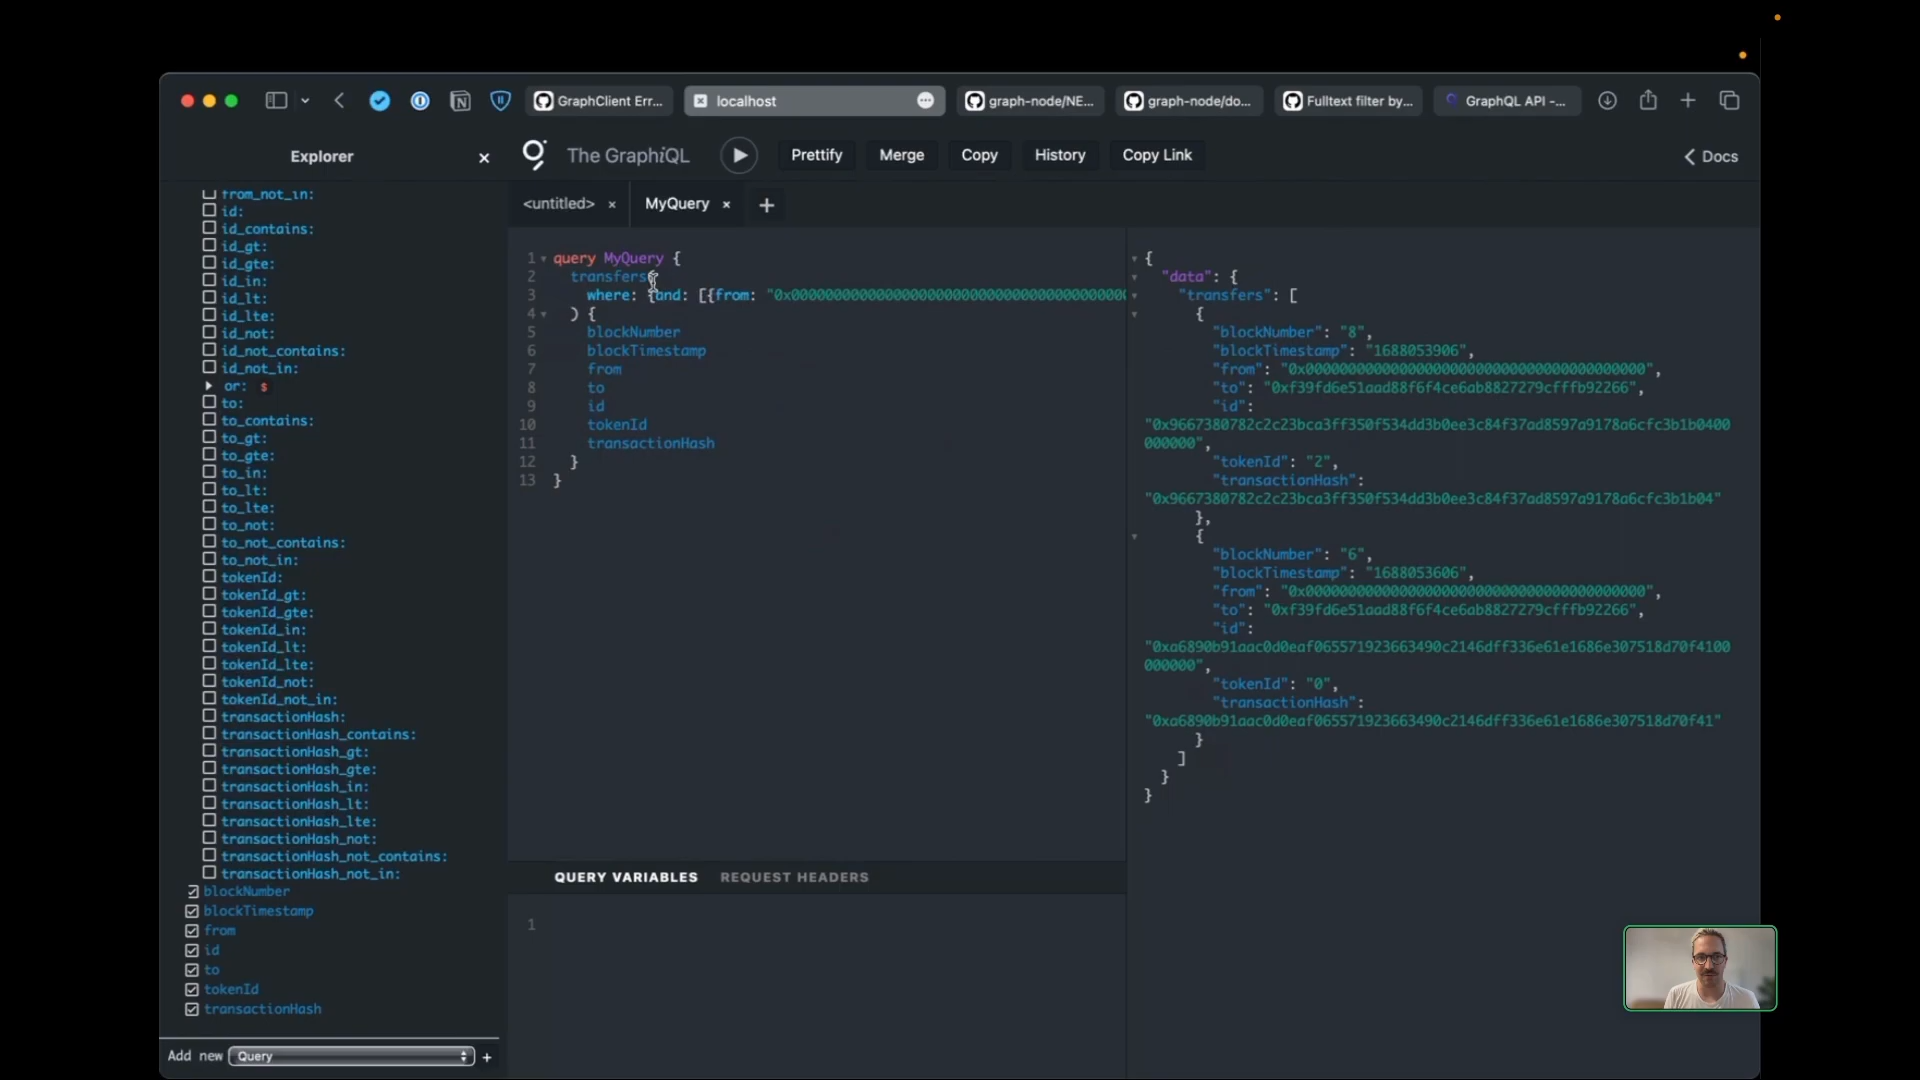 GraphClient Err...
localhost
graph-node/NE...
graph-node/do...
Fulltext filter by...
GraphQL API -...
Explorer
The GraphiQL
Prettify
Merge
Copy
History
Copy Link
Docs
from_not_in:
id:
id_contains:
id_gt:
id_gte:
id_in:
id_lt:
id_lte:
id_not:
id_not_contains:
id_not_in:
or: $
to:
to_contains:
to_gt:
to_gte:
to_in:
to_lt:
to_lte:
to_not:
to_not_contains:
to_not_in:
tokenId:
tokenId_gt:
tokenId_gte:
tokenId_in:
tokenId_lt:
tokenId_lte:
tokenId_not:
tokenId_not_in:
transactionHash:
transactionHash_contains:
transactionHash_gt:
transactionHash_gte:
transactionHash_in:
transactionHash_lt:
transactionHash_lte:
transactionHash_not:
transactionHash_not_contains:
transactionHash_not_in:
blockNumber
blockTimestamp
from
id
to
tokenId
transactionHash
Add new Query +
<untitled> ×
MyQuery ×
+
1 query MyQuery {
2 transfers(
3 where: {and: [{from: "0x0000000000000000000000000000000000000000
4 ) {
5 blockNumber
6 blockTimestamp
7 from
8 to
9 id
10 tokenId
11 transactionHash
12 }
13 }
QUERY VARIABLES
REQUEST HEADERS
1
{
"data": {
"transfers": [
{
"blockNumber": "8",
"blockTimestamp": "1688053906",
"from": "0x0000000000000000000000000000000000000000",
"to": "0xf39fd6e51aad88f6f4ce6ab8827279cfffb92266",
"id":
"0x9667380782c2c23bca3ff350f534dd3b0ee3c84f37ad8597a9178a6cfc3b1b0400
000000",
"tokenId": "2",
"transactionHash":
"0x9667380782c2c23bca3ff350f534dd3b0ee3c84f37ad8597a9178a6cfc3b1b04"
},
{
"blockNumber": "6",
"blockTimestamp": "1688053606",
"from": "0x0000000000000000000000000000000000000000",
"to": "0xf39fd6e51aad88f6f4ce6ab8827279cfffb92266",
"id":
"0xa6890b91aac0d0eaf065571923663490c2146dff336e61e1686e307518d70f4100
000000",
"tokenId": "0",
"transactionHash":
"0xa6890b91aac0d0eaf065571923663490c2146dff336e61e1686e307518d70f41"
}
]
}
}